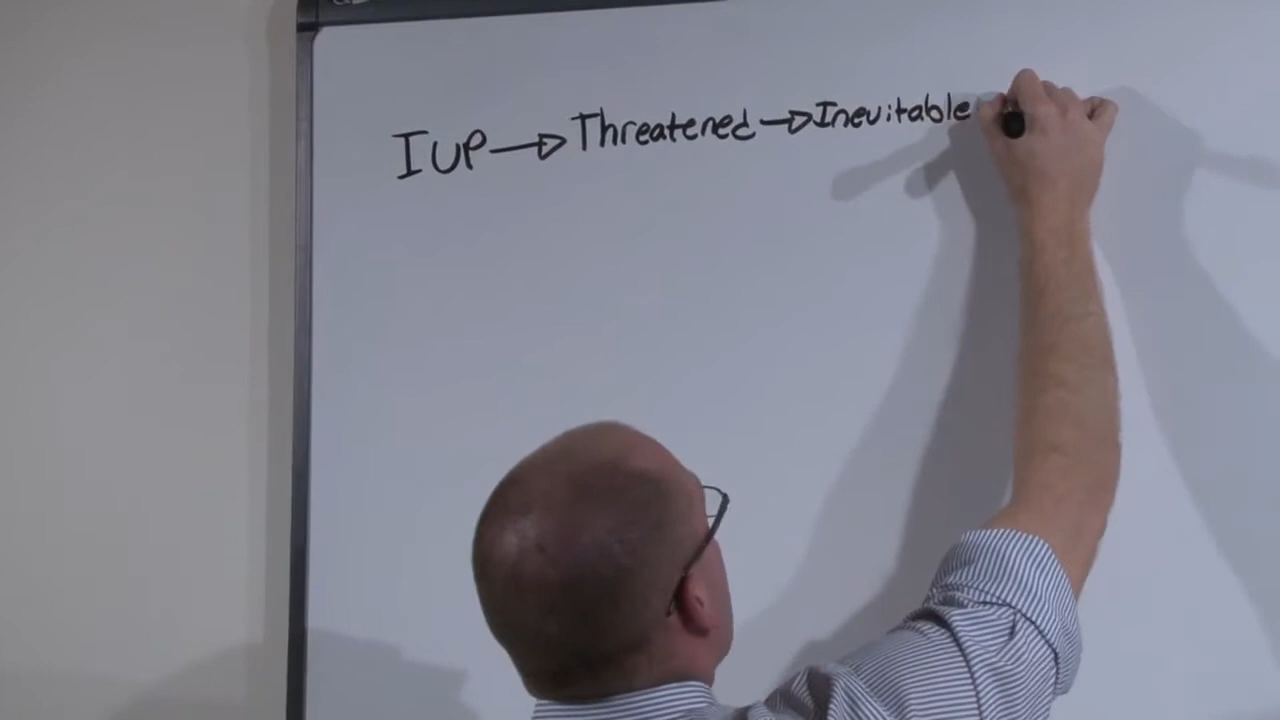 IUP → Threatened → Inevitable